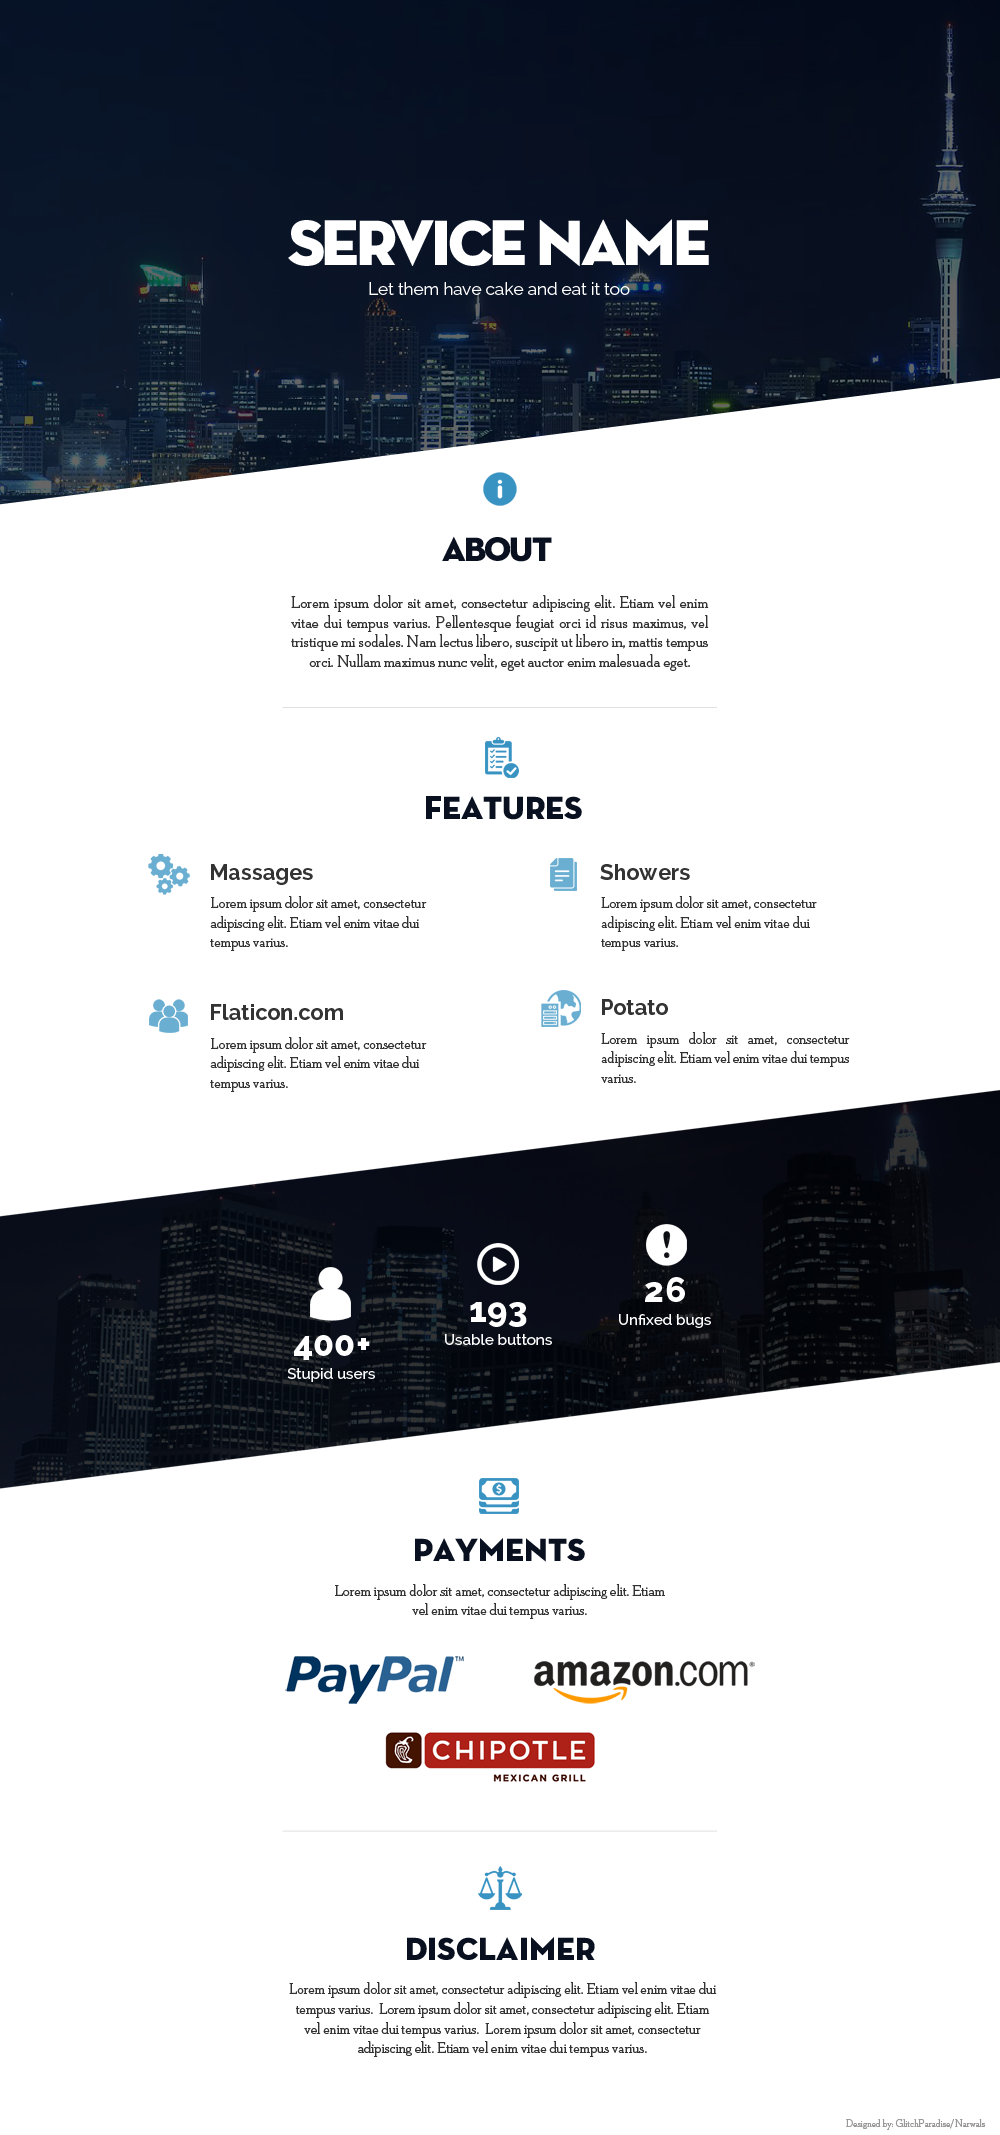 SERVICE NAME
Let them have cake and eat it too
ABOUT
Lorem ipsum dolor sit amet, consectetur adipiscing elit. Etiam vel enim
vitae dui tempus varius. Pellentesque feugiat orci id risus maximus, vel
tristique mi sodales. Nam lectus libero, suscipit ut libero in, mattis tempus
orci. Nullam maximus nunc velit, eget auctor enim malesuada eget.
FEATURES
Massages
Lorem ipsum dolor sit amet, consectetur
adipiscing elit. Etiam vel enim vitae dui
tempus varius.
Showers
Lorem ipsum dolor sit amet, consectetur
adipiscing elit. Etiam vel enim vitae dui
tempus varius.
Flaticon.com
Lorem ipsum dolor sit amet, consectetur
adipiscing elit. Etiam vel enim vitae dui
tempus varius.
Potato
Lorem ipsum dolor sit amet, consectetur
adipiscing elit. Etiam vel enim vitae dui tempus
varius.
400+
Stupid users
193
Usable buttons
26
Unfixed bugs
PAYMENTS
Lorem ipsum dolor sit amet, consectetur adipiscing elit. Etiam
vel enim vitae dui tempus varius.
PayPal™
amazon.com®
CHIPOTLE
MEXICAN GRILL
DISCLAIMER
Lorem ipsum dolor sit amet, consectetur adipiscing elit. Etiam vel enim vitae dui
tempus varius. Lorem ipsum dolor sit amet, consectetur adipiscing elit. Etiam
vel enim vitae dui tempus varius. Lorem ipsum dolor sit amet, consectetur
adipiscing elit. Etiam vel enim vitae dui tempus varius.
Designed by: GlitchParadise/Narwals